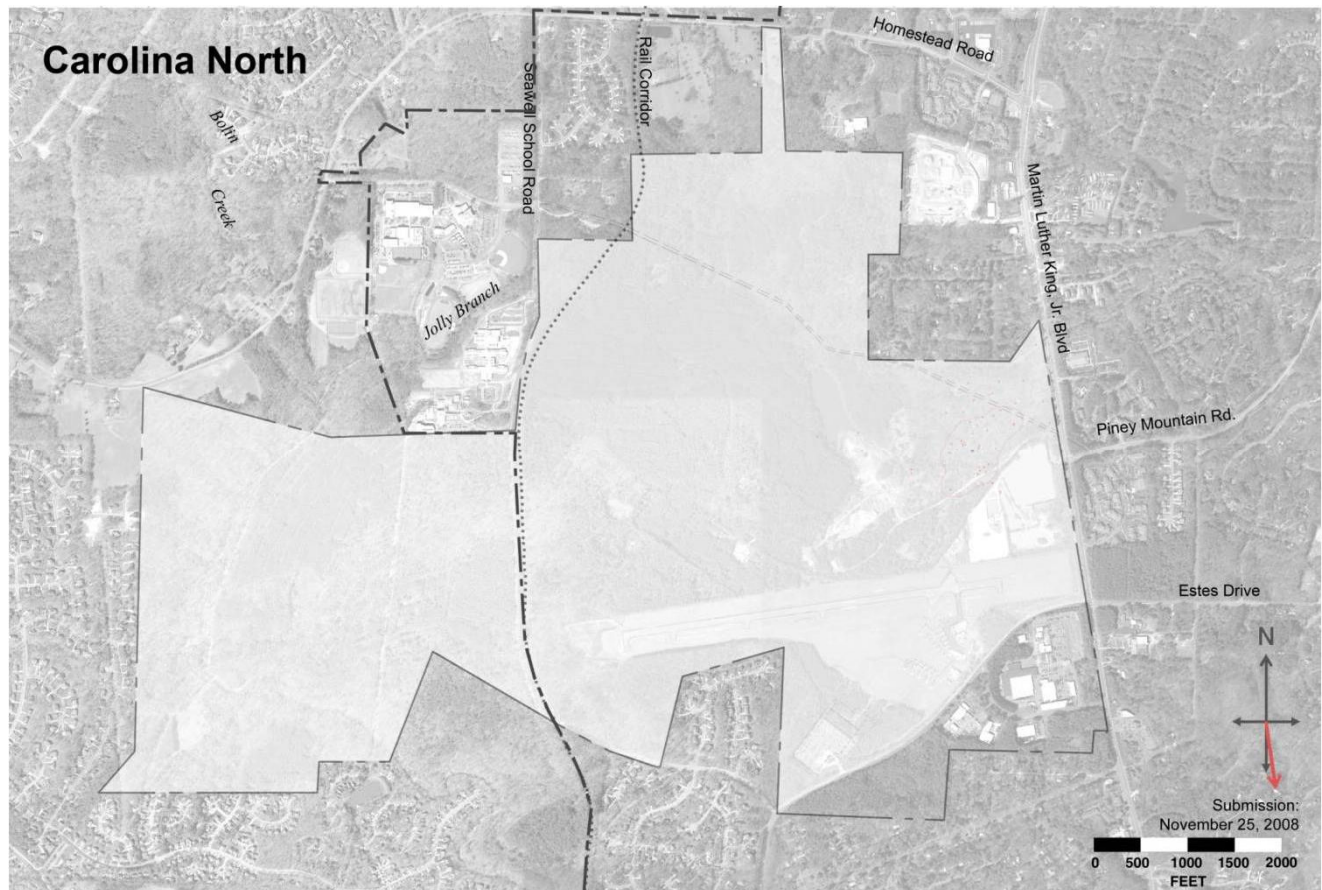 Carolina North
Homestead Road
Rail Corridor
Seawell School Road
Bolin
Creek
Martin Luther King, Jr. Blvd
Jolly Branch
Piney Mountain Rd.
Estes Drive
N
Submission:
November 25, 2008
0 500 1000 1500 2000
FEET